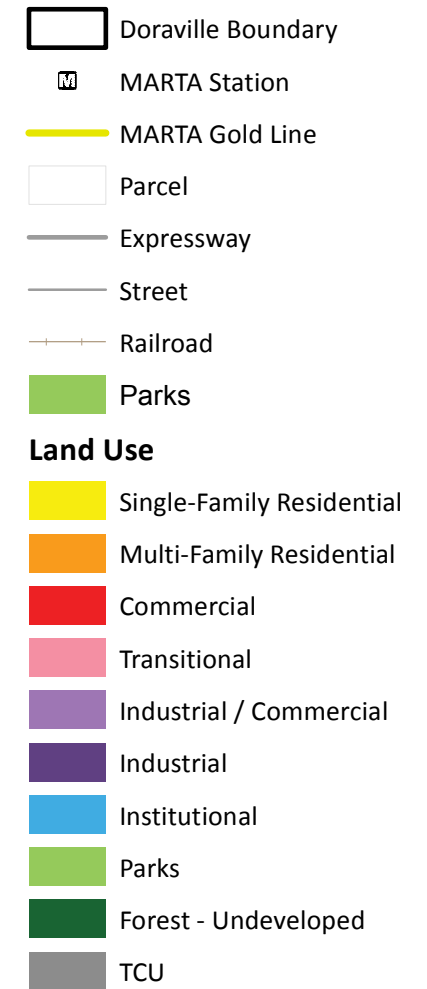 Doraville Boundary
M MARTA Station
MARTA Gold Line
Parcel
Expressway
Street
Railroad
Parks
Land Use
Single-Family Residential
Multi-Family Residential
Commercial
Transitional
Industrial / Commercial
Industrial
Institutional
Parks
Forest - Undeveloped
TCU